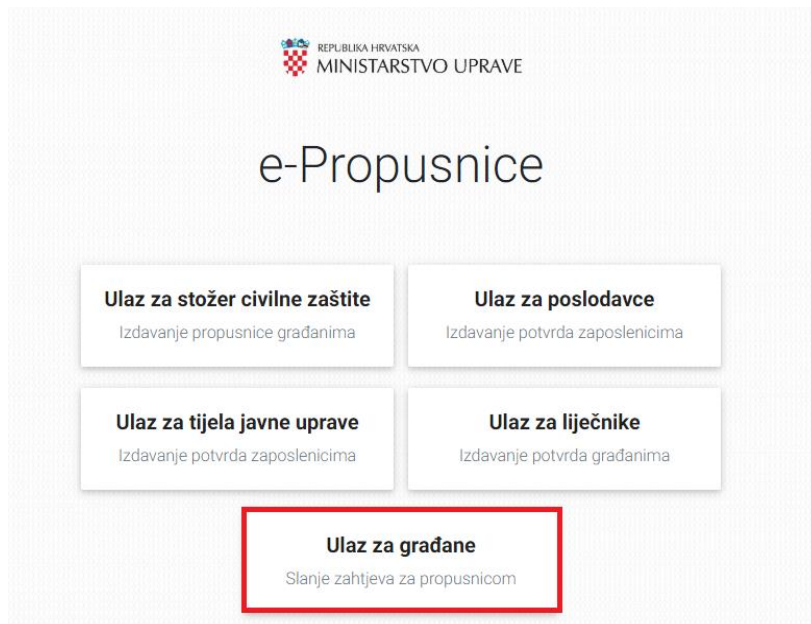 REPUBLIKA HRVATSKA
MINISTARSTVO UPRAVE
e-Propusnice
Ulaz za stožer civilne zaštite
Izdavanje propusnice građanima
Ulaz za poslodavce
Izdavanje potvrda zaposlenicima
Ulaz za tijela javne uprave
Izdavanje potvrda zaposlenicima
Ulaz za liječnike
Izdavanje potvrda građanima
Ulaz za građane
Slanje zahtjeva za propusnicom